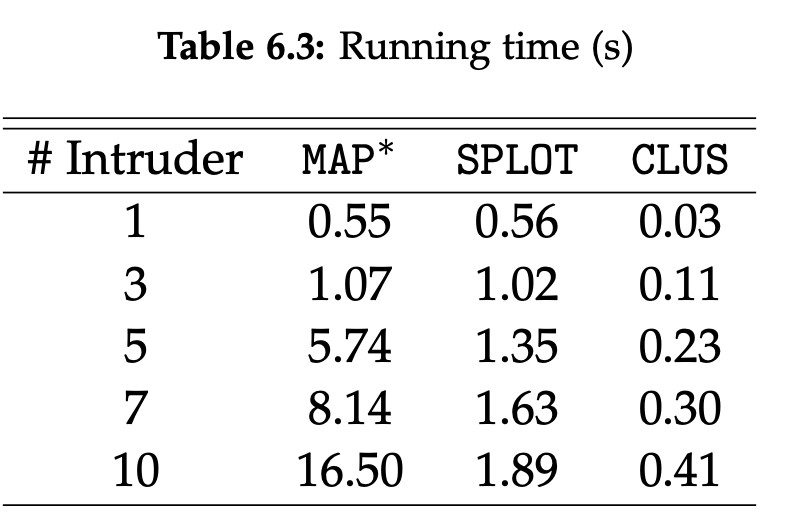 Table 6.3: Running time (s)
# Intruder MAP* SPLOT CLUS
1 0.55 0.56 0.03
3 1.07 1.02 0.11
5 5.74 1.35 0.23
7 8.14 1.63 0.30
10 16.50 1.89 0.41